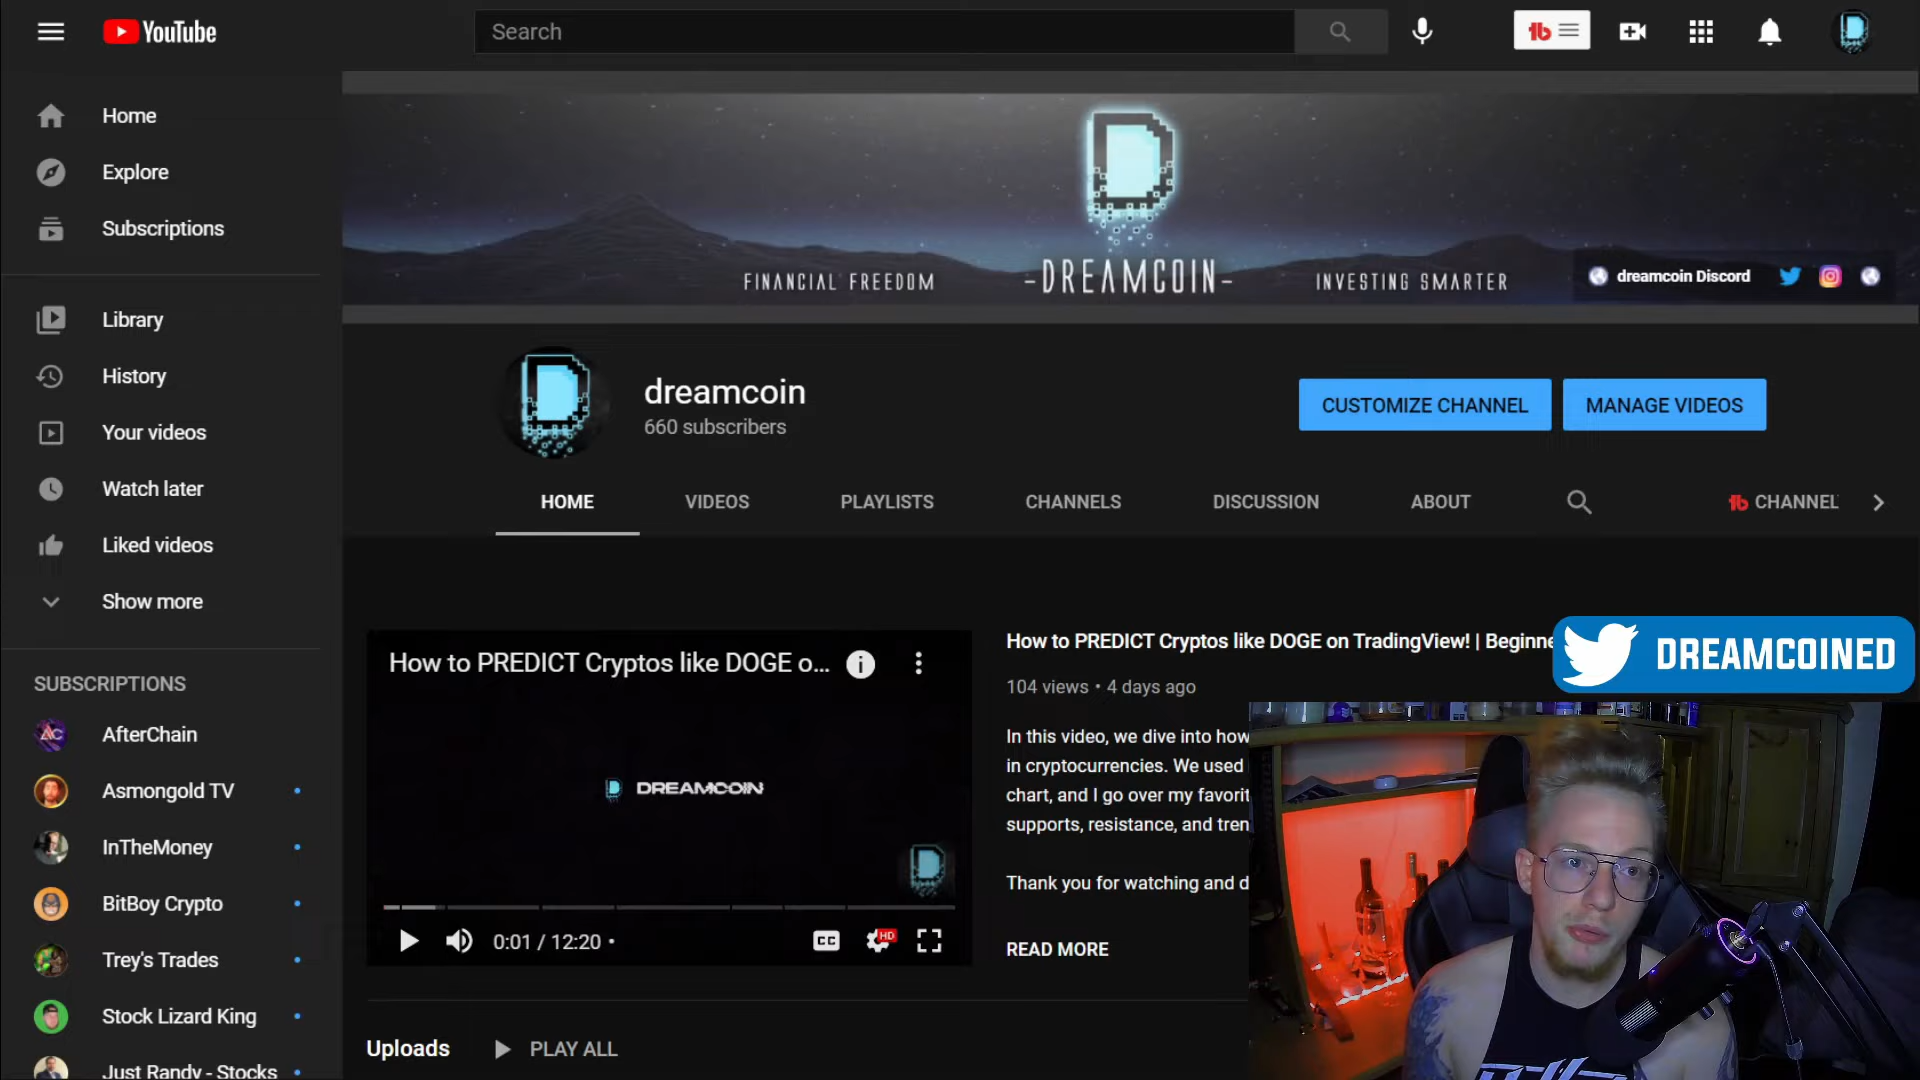 YouTube
Search
Home
Explore
Subscriptions
Library
History
Your videos
Watch later
Liked videos
Show more
SUBSCRIPTIONS
AfterChain
Asmongold TV
InTheMoney
BitBoy Crypto
Trey's Trades
Stock Lizard King
Just Randy - Stocks
FINANCIAL FREEDOM
-DREAMCOIN-
INVESTING SMARTER
dreamcoin Discord
dreamcoin
660 subscribers
CUSTOMIZE CHANNEL
MANAGE VIDEOS
HOME
VIDEOS
PLAYLISTS
CHANNELS
DISCUSSION
ABOUT
CHANNEL
How to PREDICT Cryptos like DOGE o...
DREAMCOIN
0:01 / 12:20 •
CC
HD
How to PREDICT Cryptos like DOGE on TradingView! | Beginne
104 views • 4 days ago
In this video, we dive into how
in cryptocurrencies. We used
chart, and I go over my favorit
supports, resistance, and tren
Thank you for watching and d
READ MORE
DREAMCOINED
Uploads
PLAY ALL